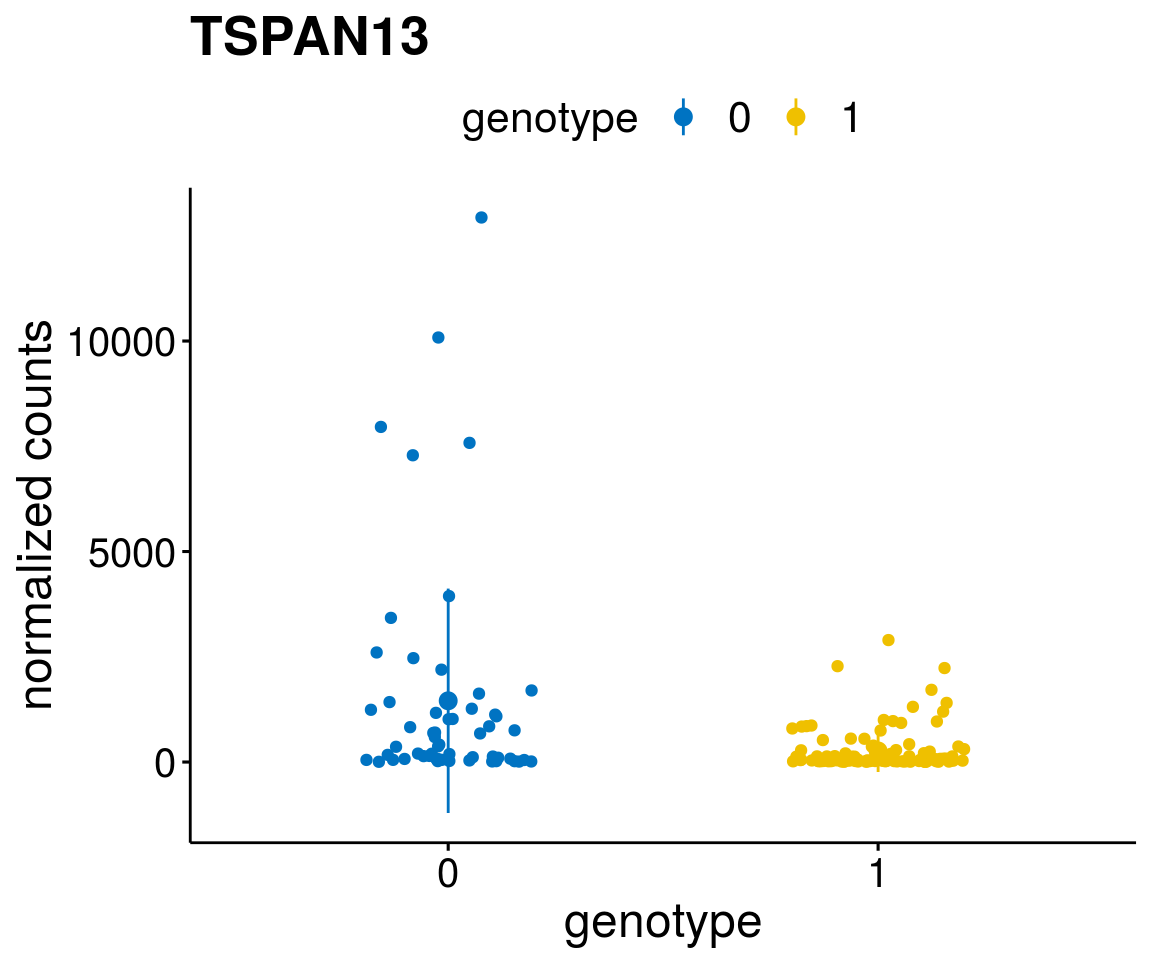 TSPAN13
genotype 0 1
normalized counts
10000
5000
0
0 1
genotype